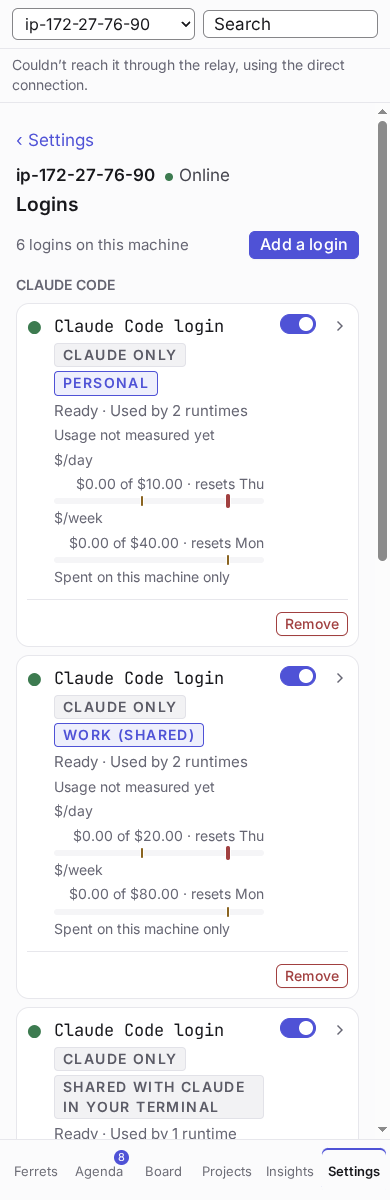 ip-172-27-76-90
Search
Couldn't reach it through the relay, using the direct
connection.
‹ Settings
ip-172-27-76-90 Online
Logins
6 logins on this machine
Add a login
CLAUDE CODE
Claude Code login
CLAUDE ONLY
PERSONAL
Ready · Used by 2 runtimes
Usage not measured yet
$/day
$0.00 of $10.00 · resets Thu
$/week
$0.00 of $40.00 · resets Mon
Spent on this machine only
Remove
Claude Code login
CLAUDE ONLY
WORK (SHARED)
Ready · Used by 2 runtimes
Usage not measured yet
$/day
$0.00 of $20.00 · resets Thu
$/week
$0.00 of $80.00 · resets Mon
Spent on this machine only
Remove
Claude Code login
CLAUDE ONLY
SHARED WITH CLAUDE
IN YOUR TERMINAL
Ready · Used by 1 runtime
8
Ferrets Agenda Board Projects Insights Settings